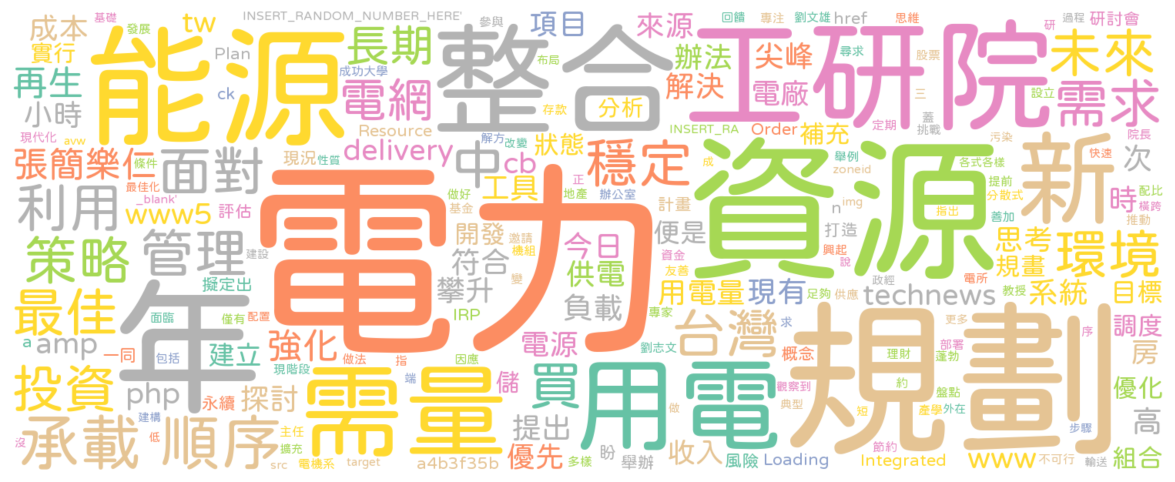 基礎 INSERT_RANDOM_NUMBER_HERE' 參與 項目 來源 回饋 專注 劉文雄 href 思維 過程 研討會
成本 發展 tw
實行 Plan 長期 整合 布局 辦法 尖峰 工研院 未來
能源 成功大學 電網 存款 分析 解決 電廠 尋求 股票 三 設立 需求
再生 ck
小時 Resource INSERT_RA Order 補充 定期 蓋 挑戰 研 院長
現代化 avw 條件 現況 性質 delivery 解方 改變 狀態 成 舉例 污染 快速
張簡樂仁 面對 中 cb 穩定 zoneid 各式各樣 新 次
最佳化 _blank' 正 工具 地產 辦公室 資源 提前 分散式 配比
利用 www5 評估 電力 做好 基金 計畫 n img 指出 善加 時 橫跨 推動
策略 管理 建設 開發 邀請 總組 今日 便是 打造 興起 思考 環境
擬定出 符合 變 供電 資金 友善 說 政經 電所 規畫
最佳 年 面臨 僅有 配置 攀升 負載 用電量 現有 足夠 供應 教授 系統 目標
a amp IRP 專家 technews
一同 包括 建立 強化 做法 指 因應 電源 劉志文 台灣 求 概念 規劃 更多 部署 序 調度
投資 php 現階段 需量 端 儲 買 用電 觀察到 理財 蓬勃 房
永續 探討 約 盤點 優化
建構 做 典型 短 產學 外在 高
沒 承載 低 順序 主任 擴充 提出 盼 收入 節約 步驟
src 電機系 target a4b3f35b 優先 多樣 舉辦 風險 Loading Integrated www 不可行 輸送 組合